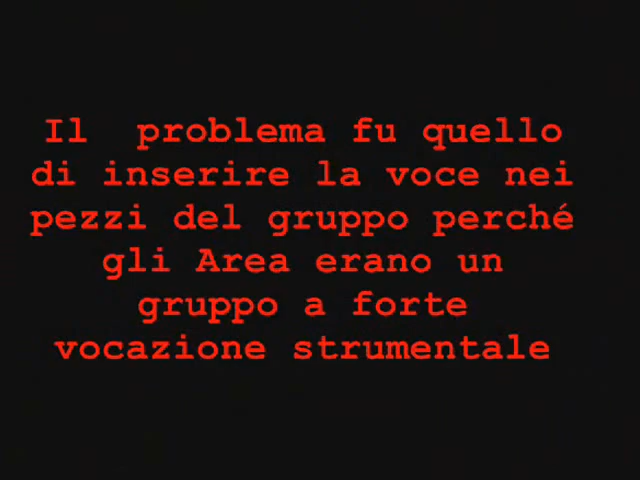 Il  problema fu quello
di inserire la voce nei
pezzi del gruppo perché
gli Area erano un
gruppo a forte
vocazione strumentale